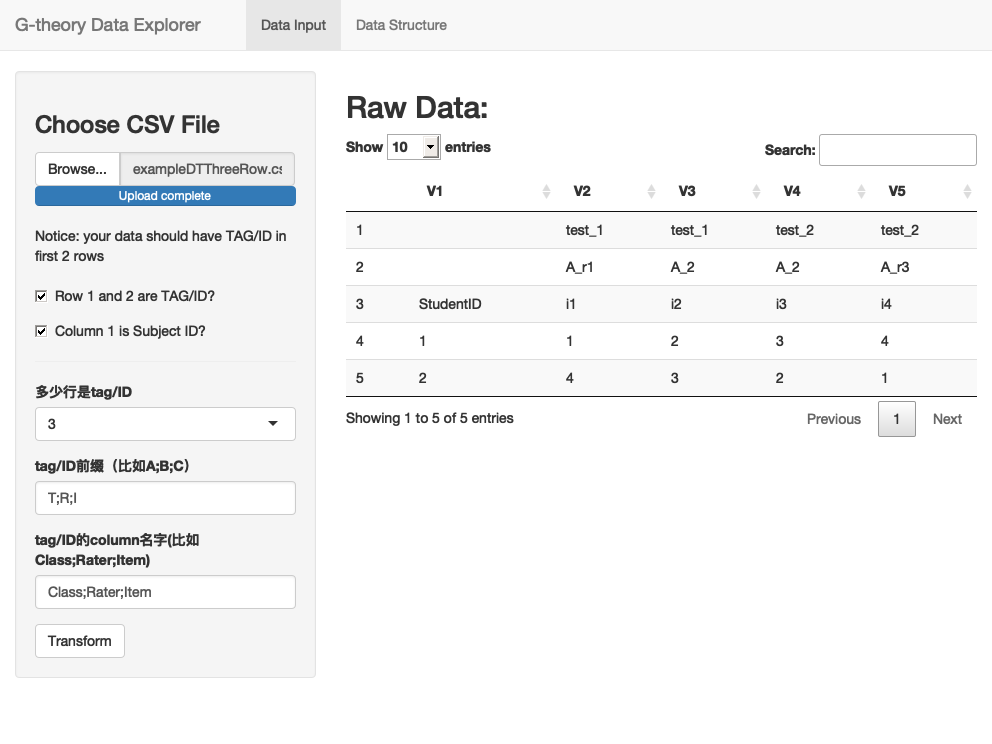 G-theory Data Explorer Data Input Data Structure
Choose CSV File
Browse... exampleDTThreeRow.cs
Upload complete
Notice: your data should have TAG/ID in
first 2 rows
Row 1 and 2 are TAG/ID?
Column 1 is Subject ID?
多少行是tag/ID
3
tag/ID前缀（比如A;B;C）
T;R;I
tag/ID的column名字(比如
Class;Rater;Item)
Class;Rater;Item
Transform
Raw Data:
Show 10 entries Search:
V1 V2 V3 V4 V5
1 test_1 test_1 test_2 test_2
2 A_r1 A_2 A_2 A_r3
3 StudentID i1 i2 i3 i4
4 1 1 2 3 4
5 2 4 3 2 1
Showing 1 to 5 of 5 entries Previous 1 Next